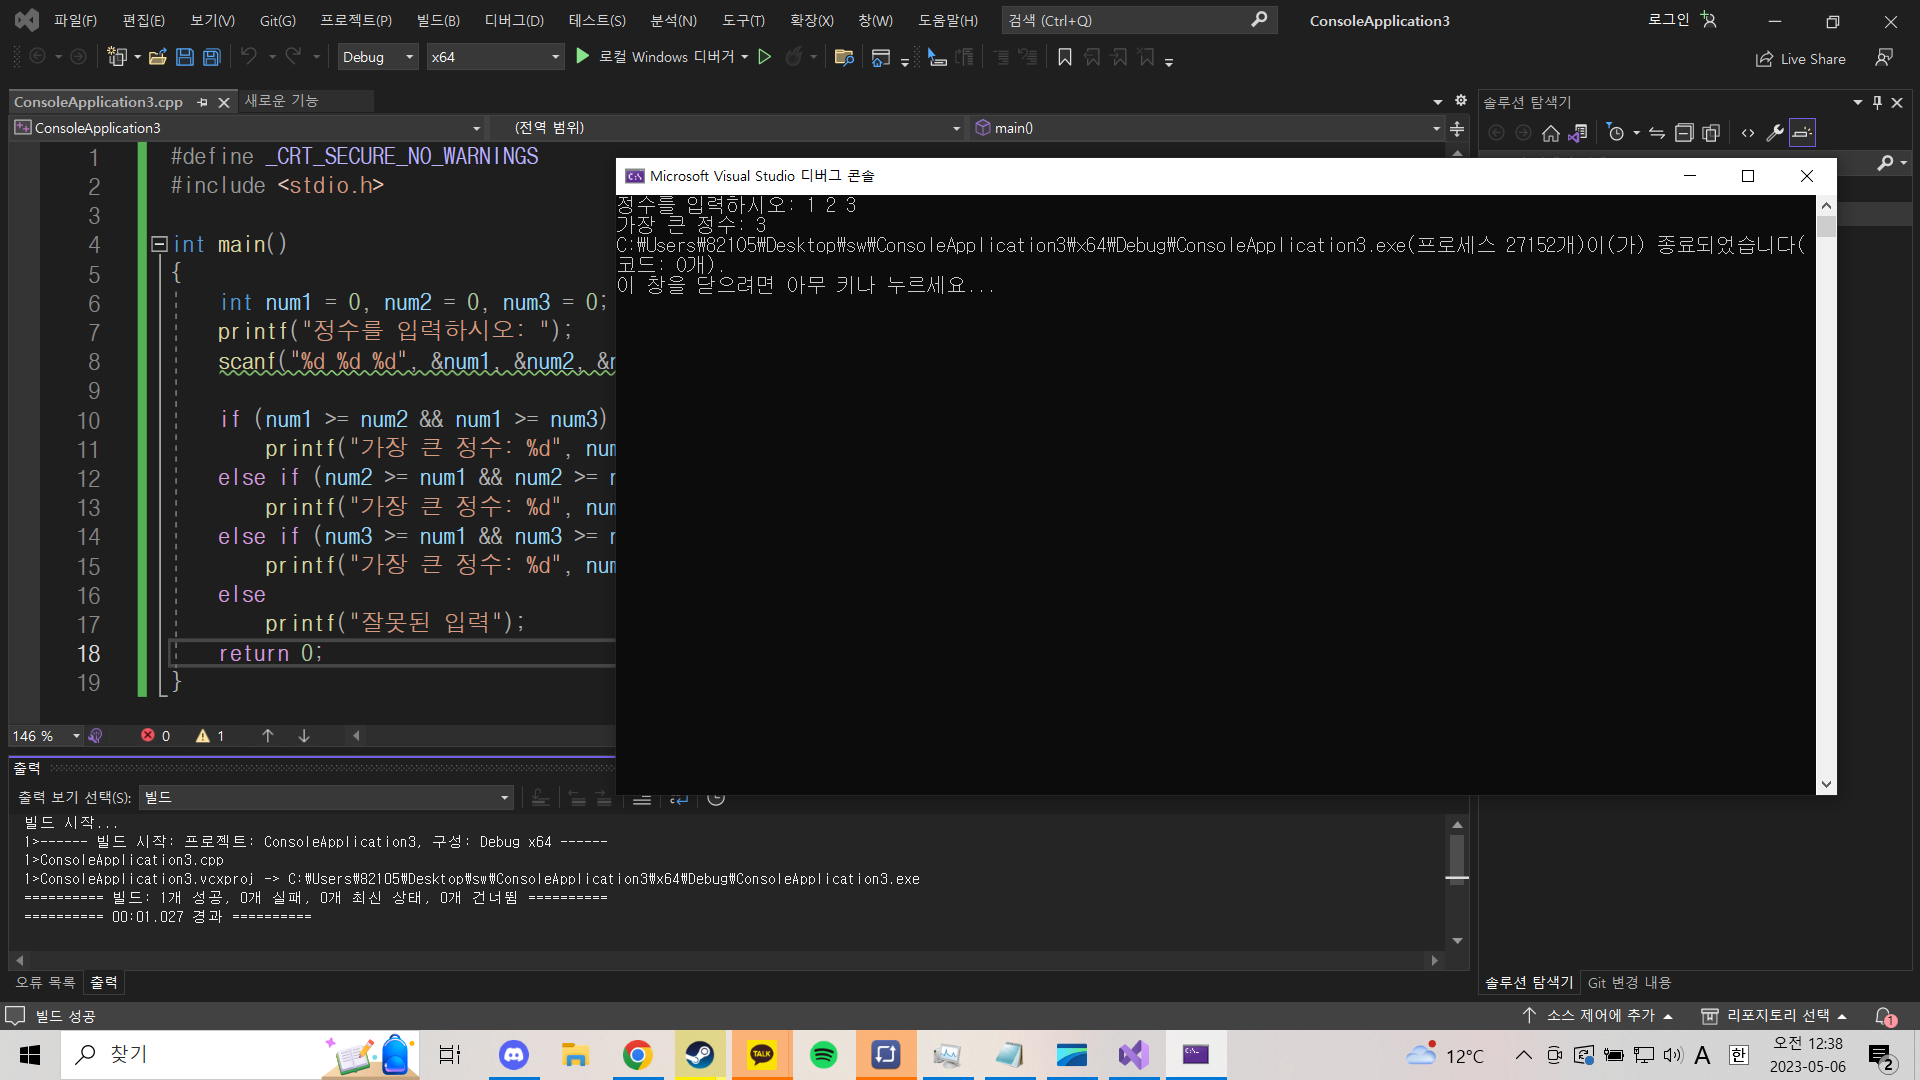 파일(F) 편집(E) 보기(V) Git(G) 프로젝트(P) 빌드(B) 디버그(D) 테스트(S) 분석(N) 도구(T) 확장(X) 창(W) 도움말(H) 검색 (Ctrl+Q) ConsoleApplication3 로그인
Debug x64 로컬 Windows 디버거 Live Share
ConsoleApplication3.cpp 새로운 기능
ConsoleApplication3 (전역 범위) main()
솔루션 탐색기
1 #define _CRT_SECURE_NO_WARNINGS
2 #include <stdio.h>
3
4 int main()
5 {
6 int num1 = 0, num2 = 0, num3 = 0;
7 printf("정수를 입력하시오: ");
8 scanf("%d %d %d", &num1, &num2, &
9
10 if (num1 >= num2 && num1 >= num3)
11 printf("가장 큰 정수: %d", num
12 else if (num2 >= num1 && num2 >=
13 printf("가장 큰 정수: %d", num
14 else if (num3 >= num1 && num3 >=
15 printf("가장 큰 정수: %d", num
16 else
17 printf("잘못된 입력");
18 return 0;
19 }
Microsoft Visual Studio 디버그 콘솔
정수를 입력하시오: 1 2 3
가장 큰 정수: 3
C:₩Users₩82105₩Desktop₩sw₩ConsoleApplication3₩x64₩Debug₩ConsoleApplication3.exe(프로세스 27152개)이(가) 종료되었습니다(
코드: 0개).
이 창을 닫으려면 아무 키나 누르세요...
146 % 0 1
출력
출력 보기 선택(S): 빌드
빌드 시작...
1>------ 빌드 시작: 프로젝트: ConsoleApplication3, 구성: Debug x64 ------
1>ConsoleApplication3.cpp
1>ConsoleApplication3.vcxproj -> C:₩Users₩82105₩Desktop₩sw₩ConsoleApplication3₩x64₩Debug₩ConsoleApplication3.exe
========== 빌드: 1개 성공, 0개 실패, 0개 최신 상태, 0개 건너뜀 ==========
========== 00:01.027 경과 ==========
오류 목록 출력
솔루션 탐색기 Git 변경 내용
빌드 성공 소스 제어에 추가 리포지토리 선택 1
찾기 TALK 12°C A 한 오전 12:38
2023-05-06 2